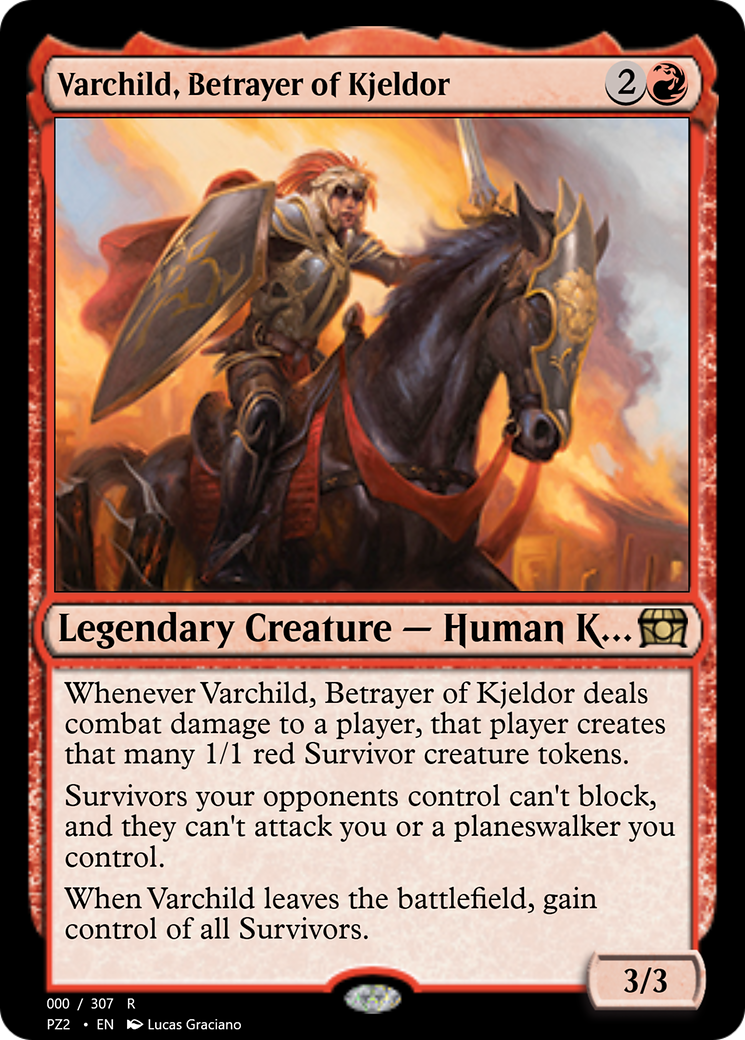 Varchild, Betrayer of Kjeldor 2
Legendary Creature — Human K...
Whenever Varchild, Betrayer of Kjeldor deals
combat damage to a player, that player creates
that many 1/1 red Survivor creature tokens.
Survivors your opponents control can't block,
and they can't attack you or a planeswalker you
control.
When Varchild leaves the battlefield, gain
control of all Survivors.
3/3
000 / 307 R
PZ2 • EN Lucas Graciano